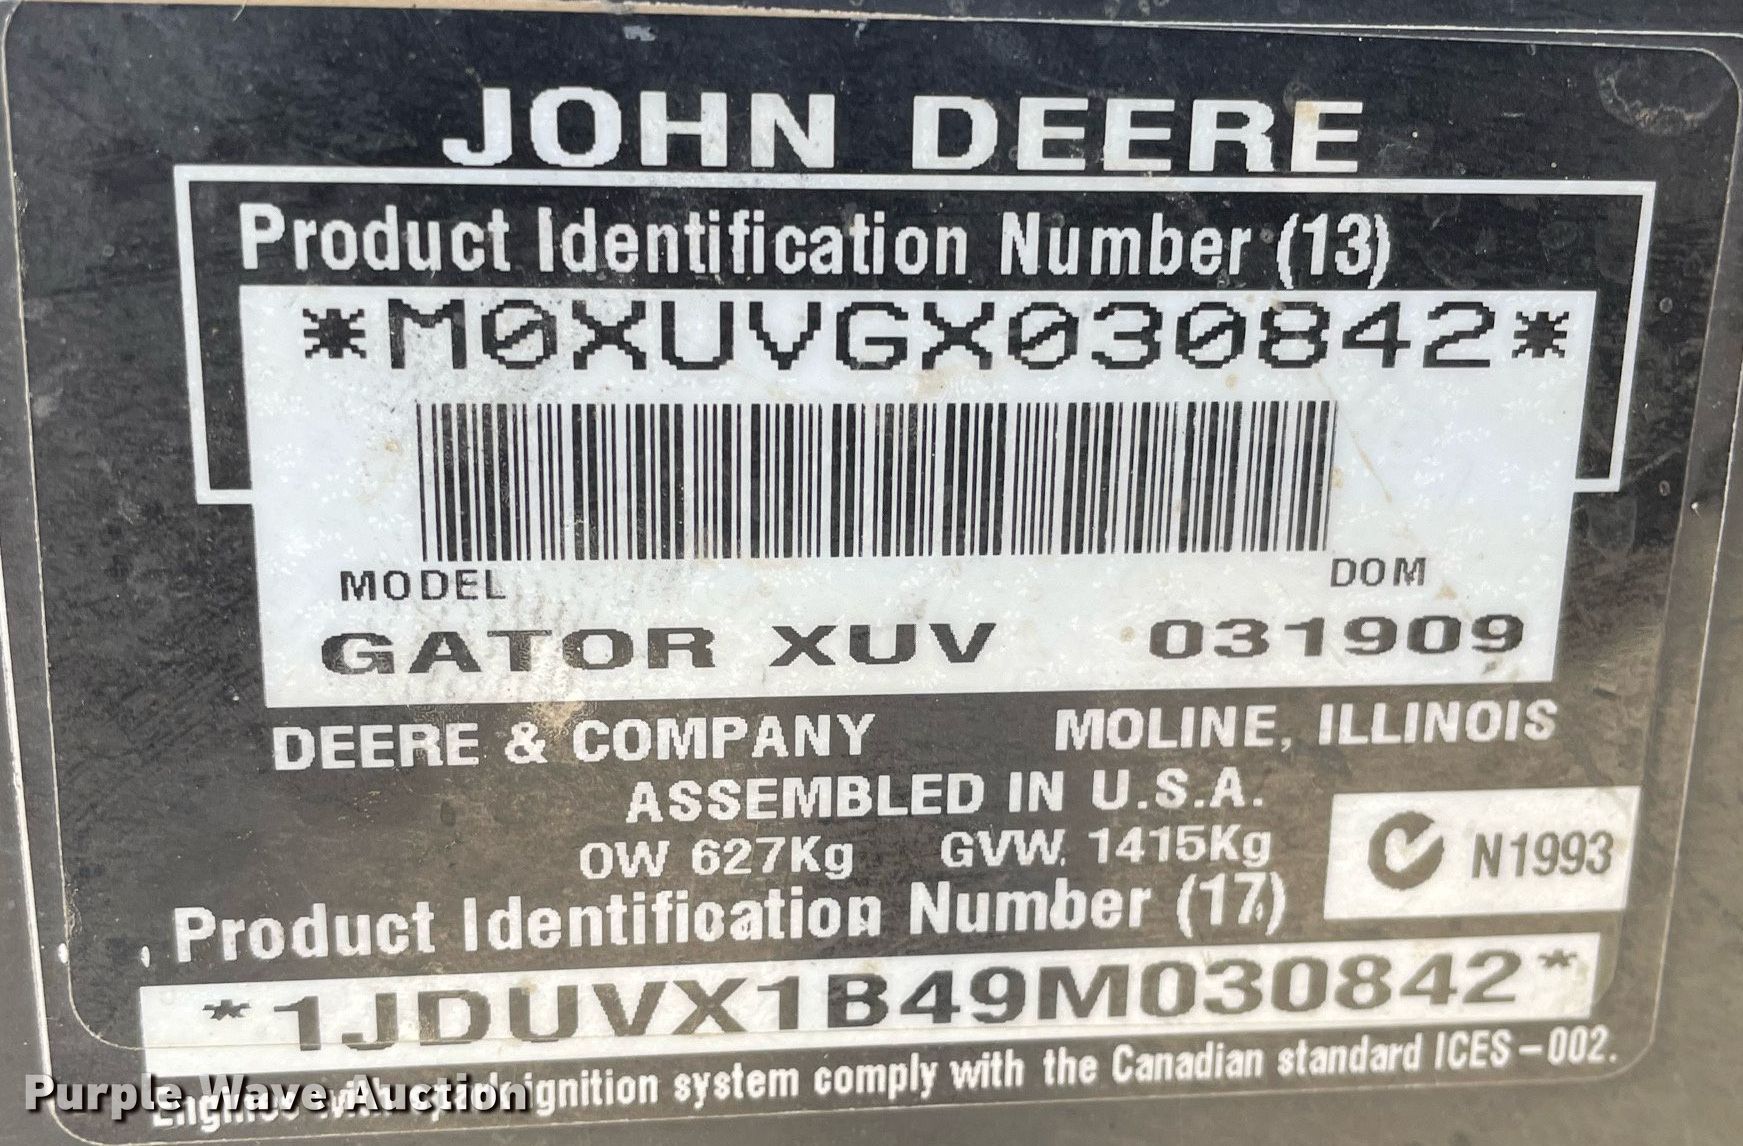 JOHN DEERE
Product Identification Number (13)
*M0XUVGX030842*
MODEL DOM
GATOR XUV 031909
DEERE & COMPANY MOLINE, ILLINOIS
ASSEMBLED IN U.S.A.
OW 627Kg GVW. 1415Kg
N1993
Product Identification Number (17)
*1JDUVX1B49M030842*
ignition system comply with the Canadian standard ICES-002.
Purple Wave Auction